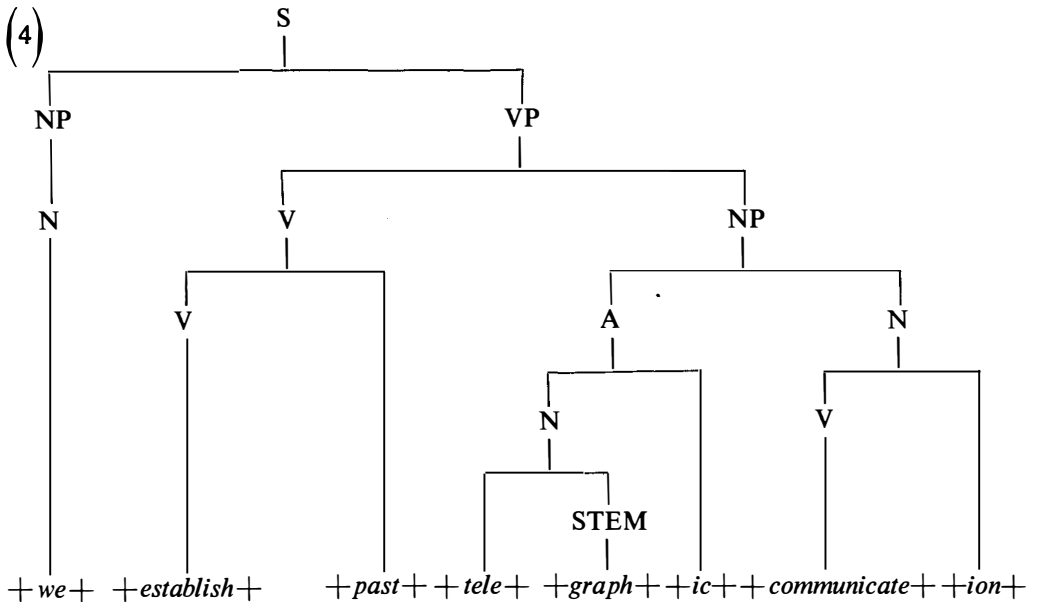 (4)
S
NP VP
N V NP
V A N
N V
STEM
+we+ +establish+ +past+ +tele+ +graph+ +ic+ +communicate+ +ion+